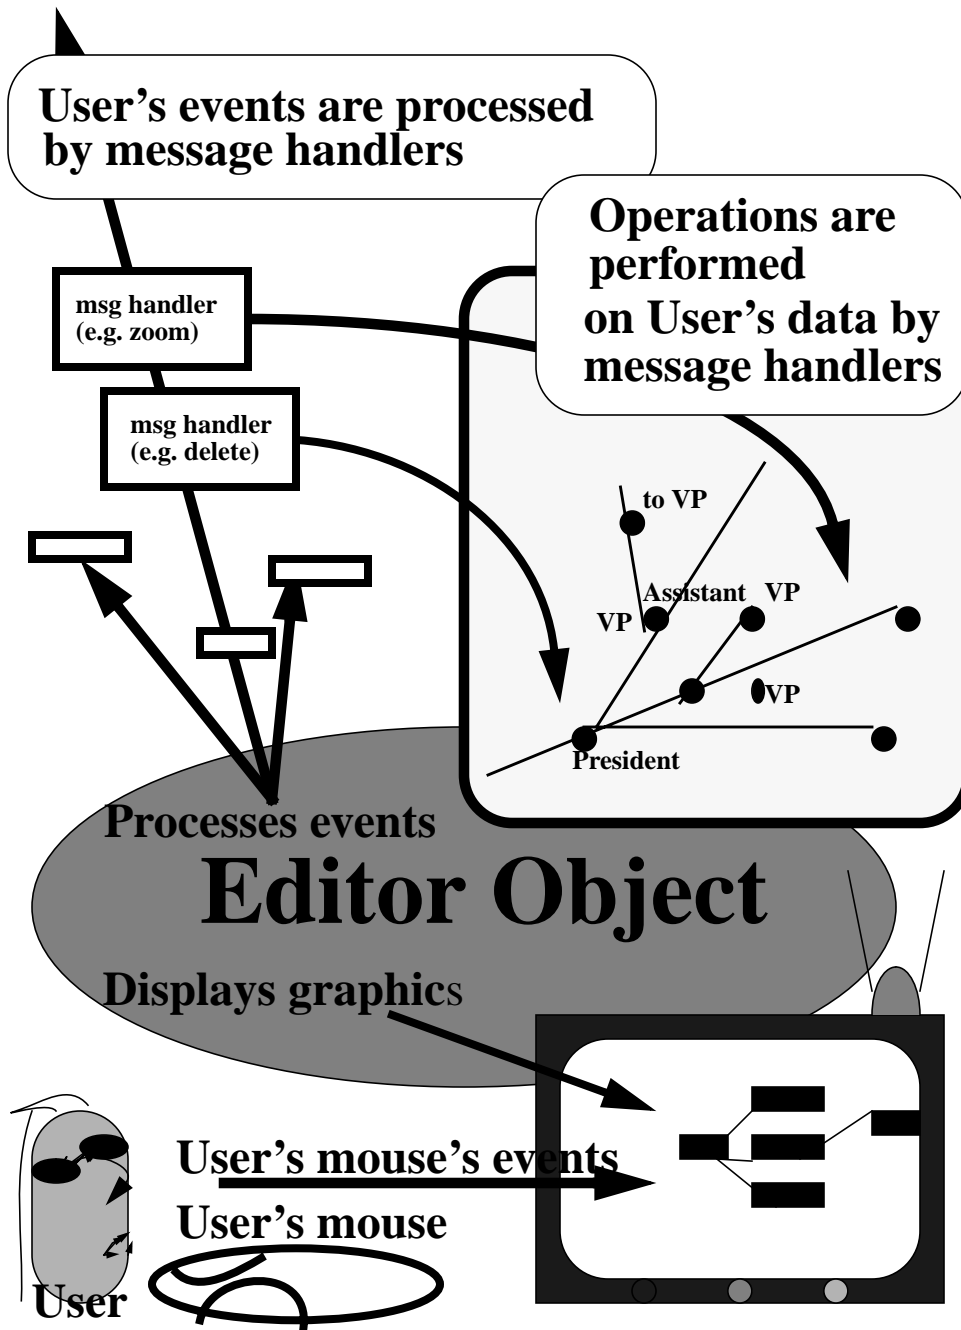 User’s events are processed
by message handlers
Operations are
performed
on User’s data by
message handlers
msg handler
(e.g. zoom)
msg handler
(e.g. delete)
to VP
Assistant
VP
VP
VP
President
Processes events
Editor Object
Displays graphics
User’s mouse’s events
User’s mouse
User